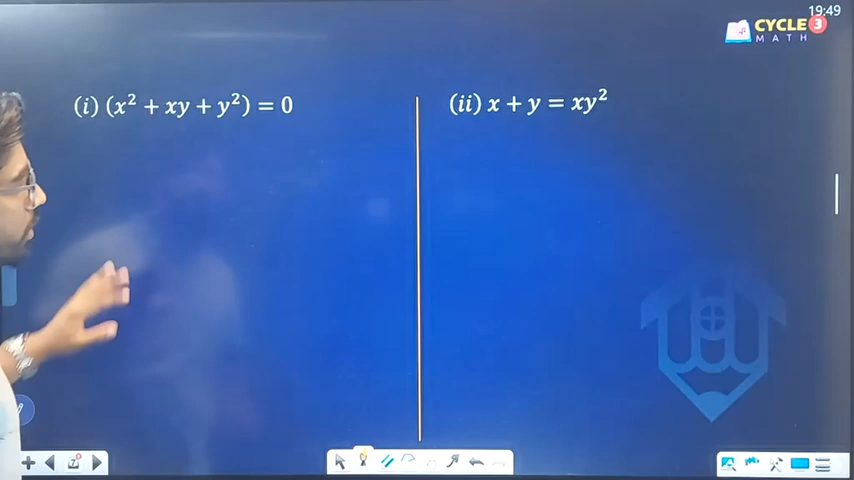 19:49
CYCLE 3
MATH
(i) (x² + xy + y²) = 0
(ii) x + y = xy²